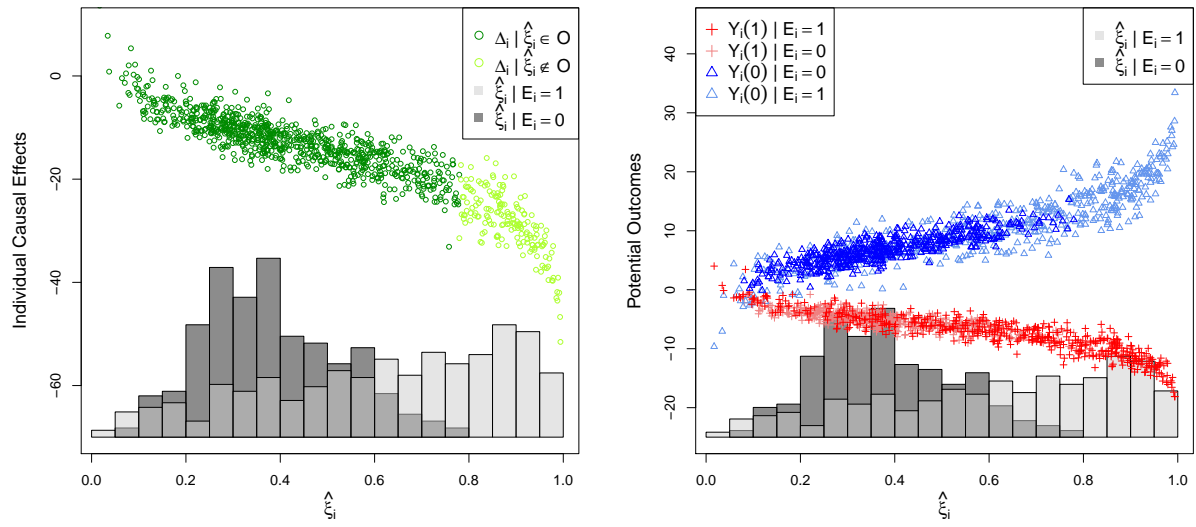 Individual Causal Effects
0
−20
−40
−60
0.0 0.2 0.4 0.6 0.8 1.0
ξ̂ᵢ
Δᵢ | ξ̂ᵢ ∈ O
Δᵢ | ξ̂ᵢ ∉ O
ξ̂ᵢ | Eᵢ = 1
ξ̂ᵢ | Eᵢ = 0
Potential Outcomes
40
30
20
10
0
−10
−20
0.0 0.2 0.4 0.6 0.8 1.0
ξ̂ᵢ
Yᵢ(1) | Eᵢ = 1
Yᵢ(1) | Eᵢ = 0
Yᵢ(0) | Eᵢ = 0
Yᵢ(0) | Eᵢ = 1
ξ̂ᵢ | Eᵢ = 1
ξ̂ᵢ | Eᵢ = 0